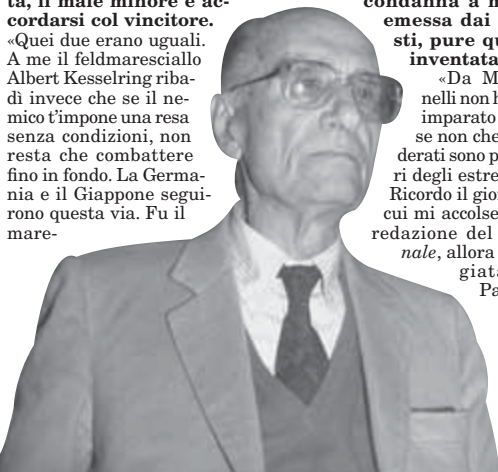 ta, il male minore è ac-
cordarsi col vincitore.
«Quei due erano uguali.
A me il feldmaresciallo
Albert Kesselring riba-
dì invece che se il ne-
mico t'impone una resa
senza condizioni, non
resta che combattere
fino in fondo. La Germa-
nia e il Giappone segui-
rono questa via. Fu il
mare-
condanna a m
emessa dai
sti, pure qu
inventata
«Da M
nelli non h
imparato
se non che
derati sono p
ri degli estre
Ricordo il gior
cui mi accolse
redazione del
nale, allora
giata
Pa